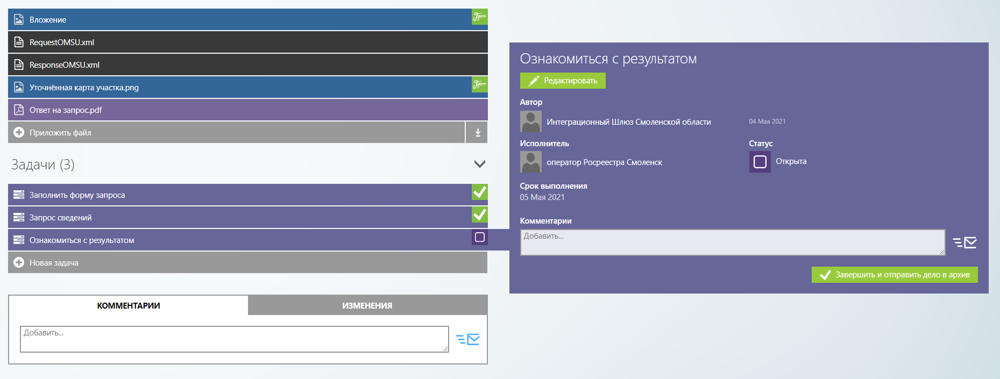 Вложение
RequestOMSU.xml
ResponseOMSU.xml
Уточнённая карта участка.png
Ответ на запрос.pdf
Приложить файл
Задачи (3)
Заполнить форму запроса
Запрос сведений
Ознакомиться с результатом
Новая задача
КОММЕНТАРИИ
ИЗМЕНЕНИЯ
Добавить...
Ознакомиться с результатом
Редактировать
Автор
Интеграционный Шлюз Смоленской области
04 Мая 2021
Исполнитель
Статус
оператор Росреестра Смоленск
Открыта
Срок выполнения
05 Мая 2021
Комментарии
Добавить...
Завершить и отправить дело в архив